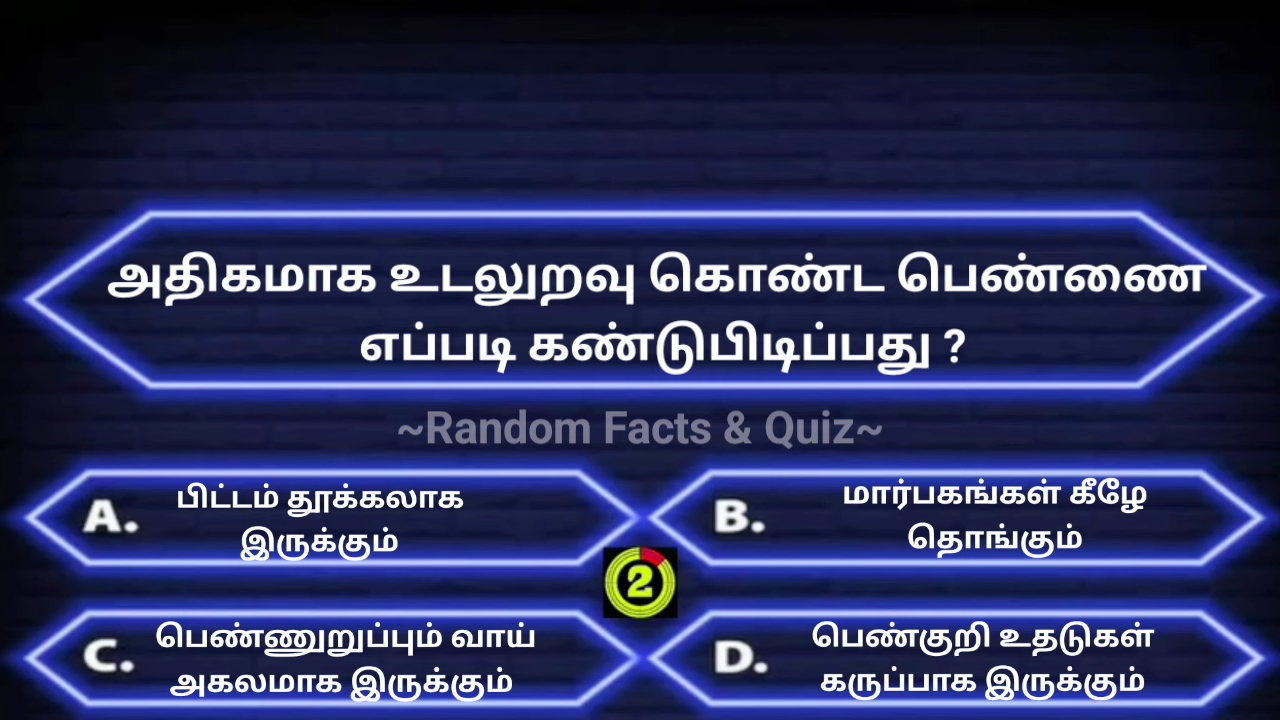 அதிகமாக உடலுறவு கொண்ட பெண்ணை
எப்படி கண்டுபிடிப்பது ?
~Random Facts & Quiz~
A. பிட்டம் தூக்கலாக
இருக்கும்
B. மார்பகங்கள் கீழே
தொங்கும்
2
C. பெண்ணுறுப்பும் வாய்
அகலமாக இருக்கும்
D. பெண்குறி உதடுகள்
கருப்பாக இருக்கும்